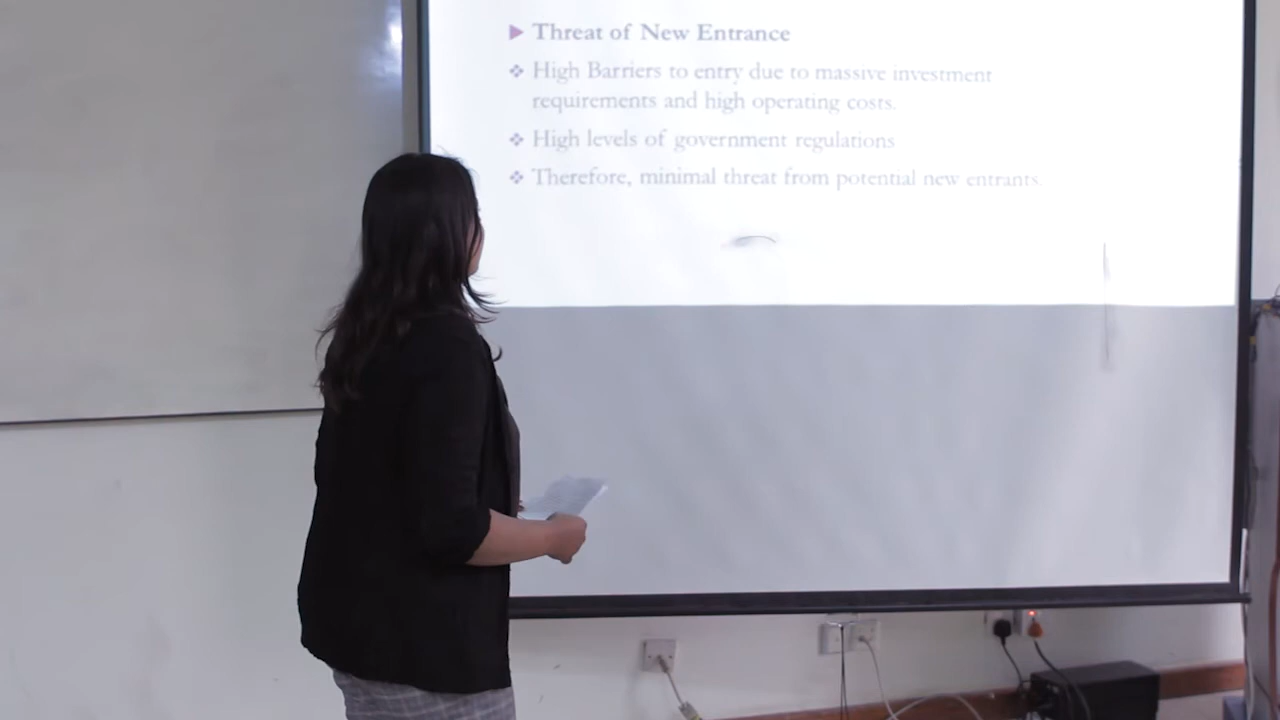 Threat of New Entrance
High Barriers to entry due to massive investment
requirements and high operating costs.
High levels of government regulations
Therefore, minimal threat from potential new entrants.